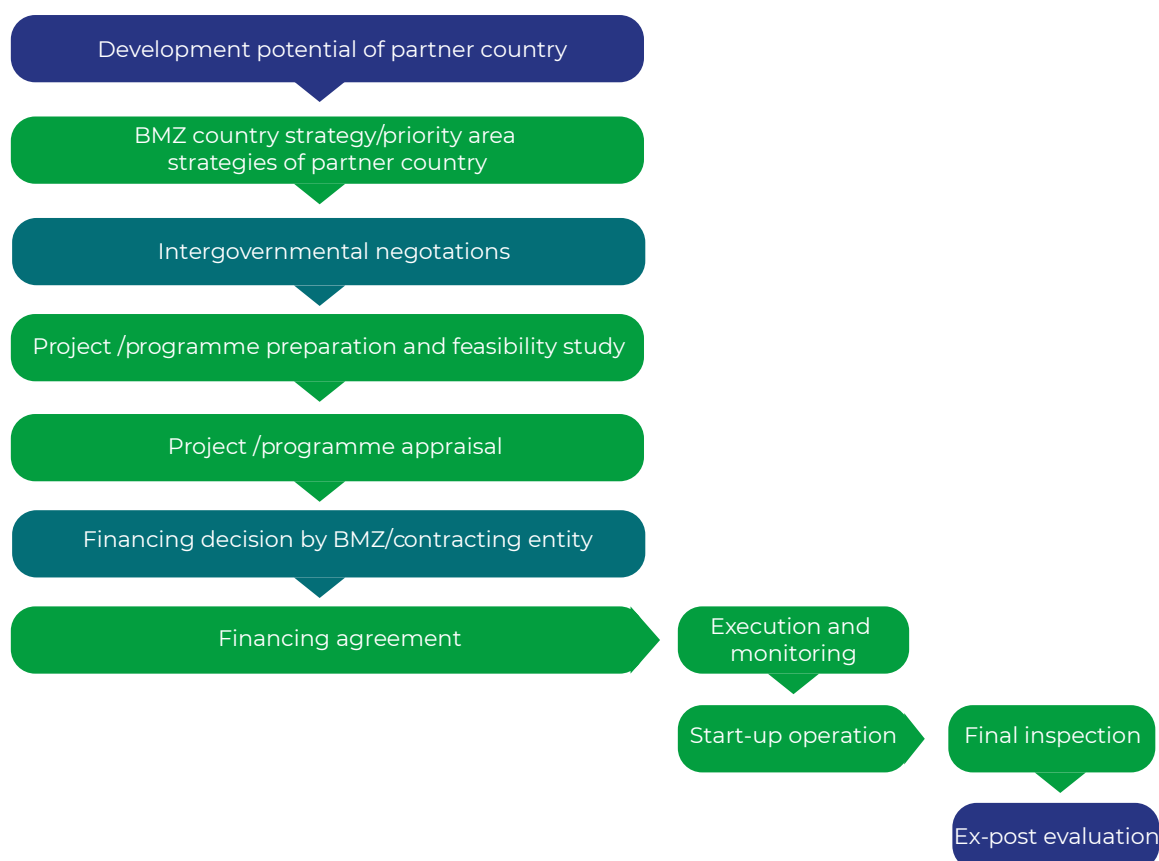 Development potential of partner country
BMZ country strategy/priority area
strategies of partner country
Intergovernmental negotations
Project /programme preparation and feasibility study
Project /programme appraisal
Financing decision by BMZ/contracting entity
Financing agreement
Execution and
monitoring
Start-up operation
Final inspection
Ex-post evaluation